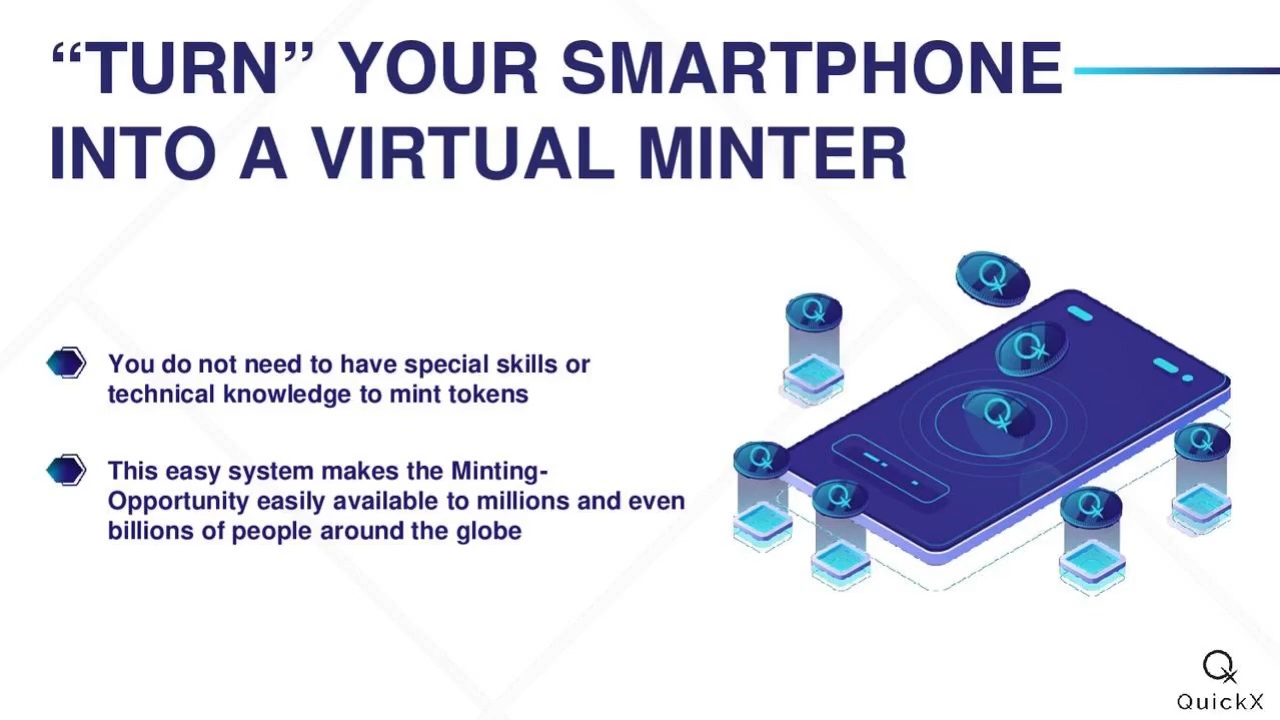 “TURN” YOUR SMARTPHONE
INTO A VIRTUAL MINTER
You do not need to have special skills or
technical knowledge to mint tokens
This easy system makes the Minting-
Opportunity easily available to millions and even
billions of people around the globe
QuickX